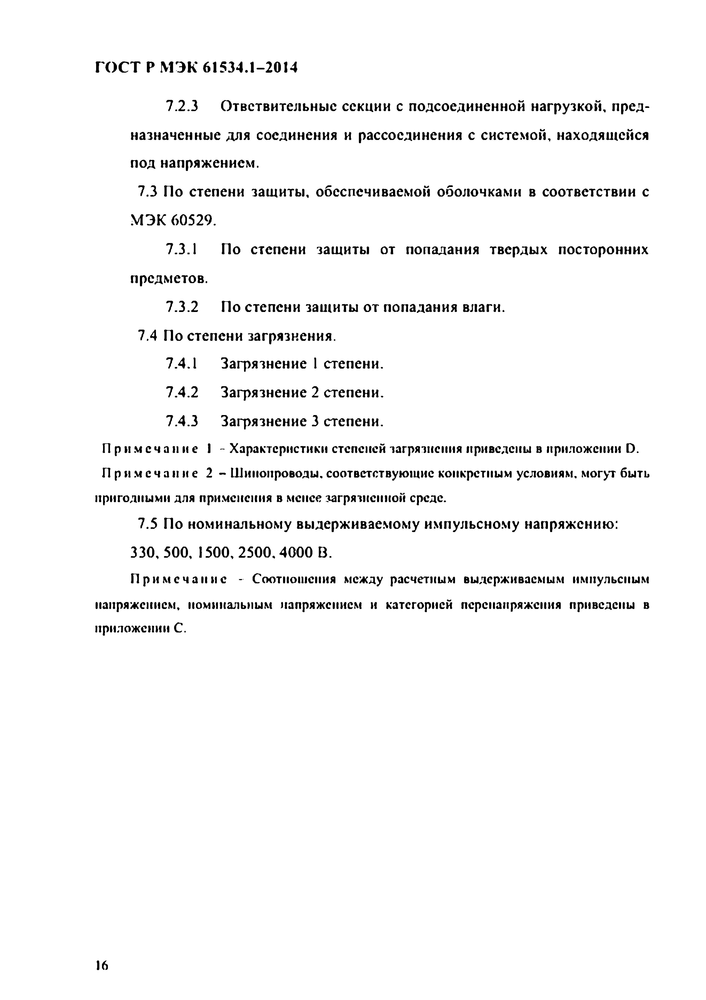 ГОСТ Р МЭК 61534.1–2014
7.2.3 Ответвительные секции с подсоединенной нагрузкой, пред-
назначенные для соединения и рассоединения с системой, находящейся
под напряжением.
7.3 По степени защиты, обеспечиваемой оболочками в соответствии с
МЭК 60529.
7.3.1 По степени защиты от попадания твердых посторонних
предметов.
7.3.2 По степени защиты от попадания влаги.
7.4 По степени загрязнения.
7.4.1 Загрязнение 1 степени.
7.4.2 Загрязнение 2 степени.
7.4.3 Загрязнение 3 степени.
Примечание 1 - Характеристики степеней загрязнения приведены в приложении D.
Примечание 2 – Шинопроводы, соответствующие конкретным условиям, могут быть
пригодными для применения в менее загрязненной среде.
7.5 По номинальному выдерживаемому импульсному напряжению:
330, 500, 1500, 2500, 4000 В.
Примечание - Соотношения между расчетным выдерживаемым импульсным
напряжением, номинальным напряжением и категорией перенапряжения приведены в
приложении С.
16